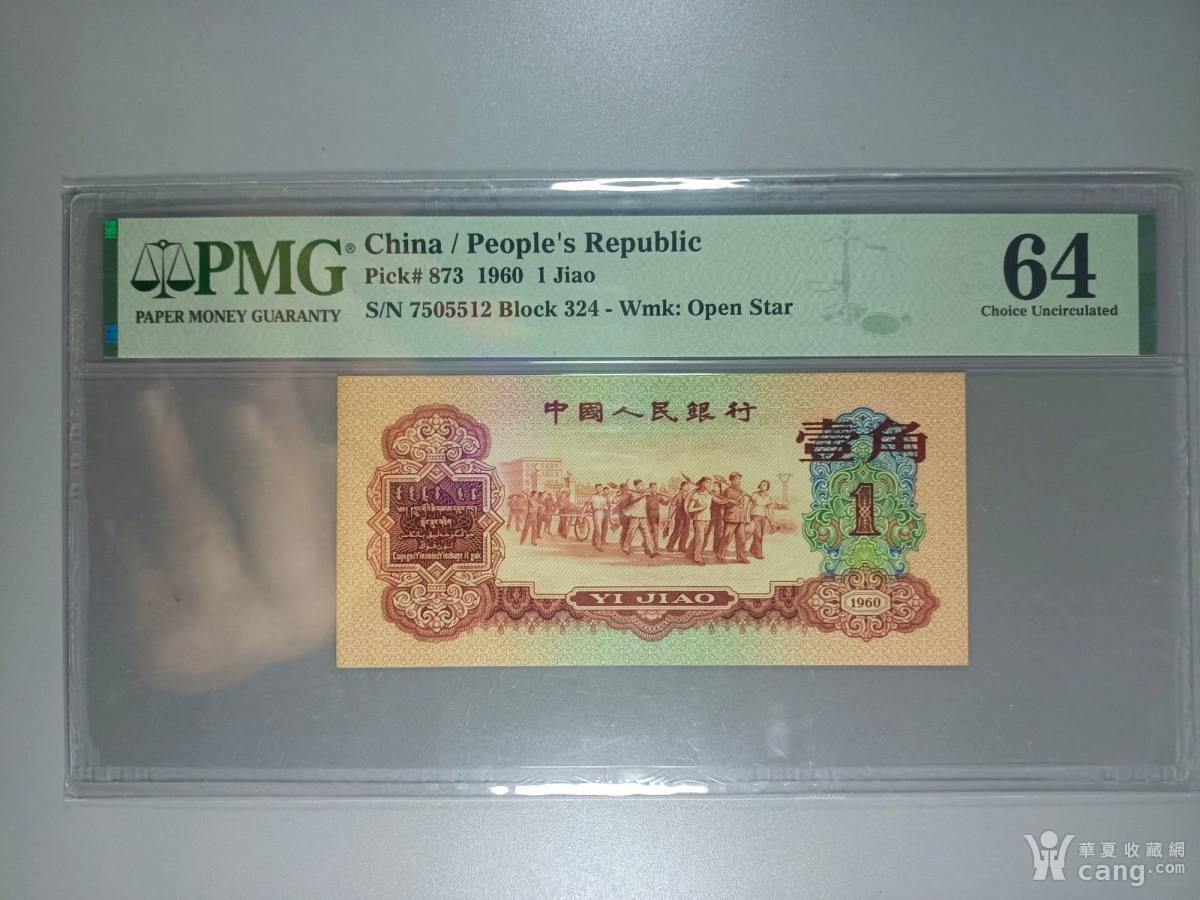 PMG®
PAPER MONEY GUARANTY
China / People's Republic
Pick# 873 1960 1 Jiao
S/N 7505512 Block 324 - Wmk: Open Star
64
Choice Uncirculated
中國人民銀行
壹角
1
YI JIAO
1960
華夏收藏網
cang.com